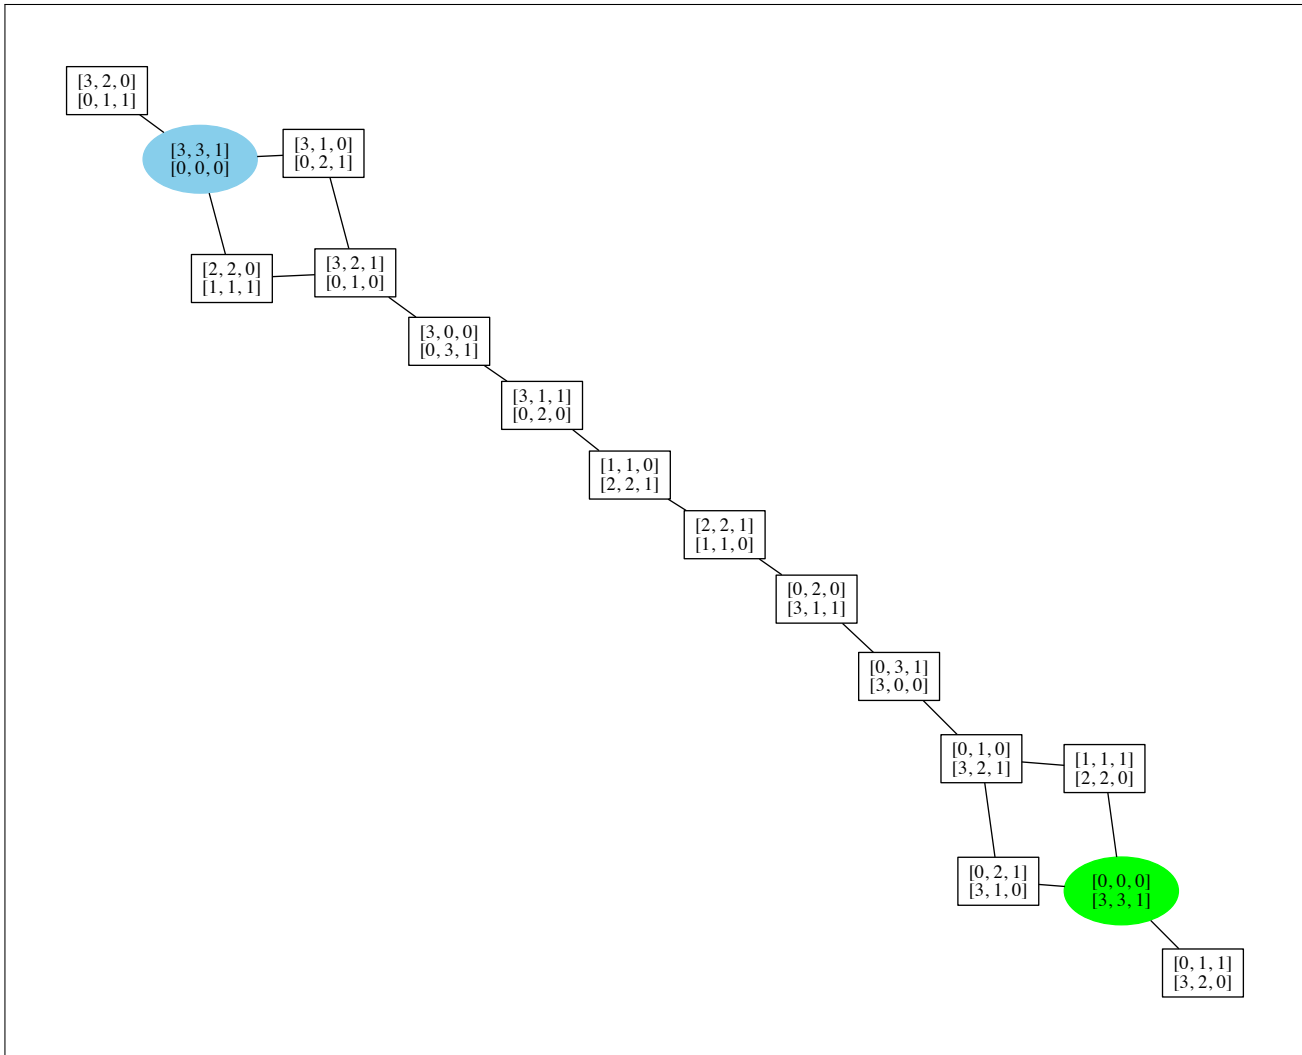 [3, 2, 0]
[0, 1, 1]
[3, 3, 1]
[0, 0, 0]
[3, 1, 0]
[0, 2, 1]
[2, 2, 0]
[1, 1, 1]
[3, 2, 1]
[0, 1, 0]
[3, 0, 0]
[0, 3, 1]
[3, 1, 1]
[0, 2, 0]
[1, 1, 0]
[2, 2, 1]
[2, 2, 1]
[1, 1, 0]
[0, 2, 0]
[3, 1, 1]
[0, 3, 1]
[3, 0, 0]
[0, 1, 0]
[3, 2, 1]
[1, 1, 1]
[2, 2, 0]
[0, 2, 1]
[3, 1, 0]
[0, 0, 0]
[3, 3, 1]
[0, 1, 1]
[3, 2, 0]